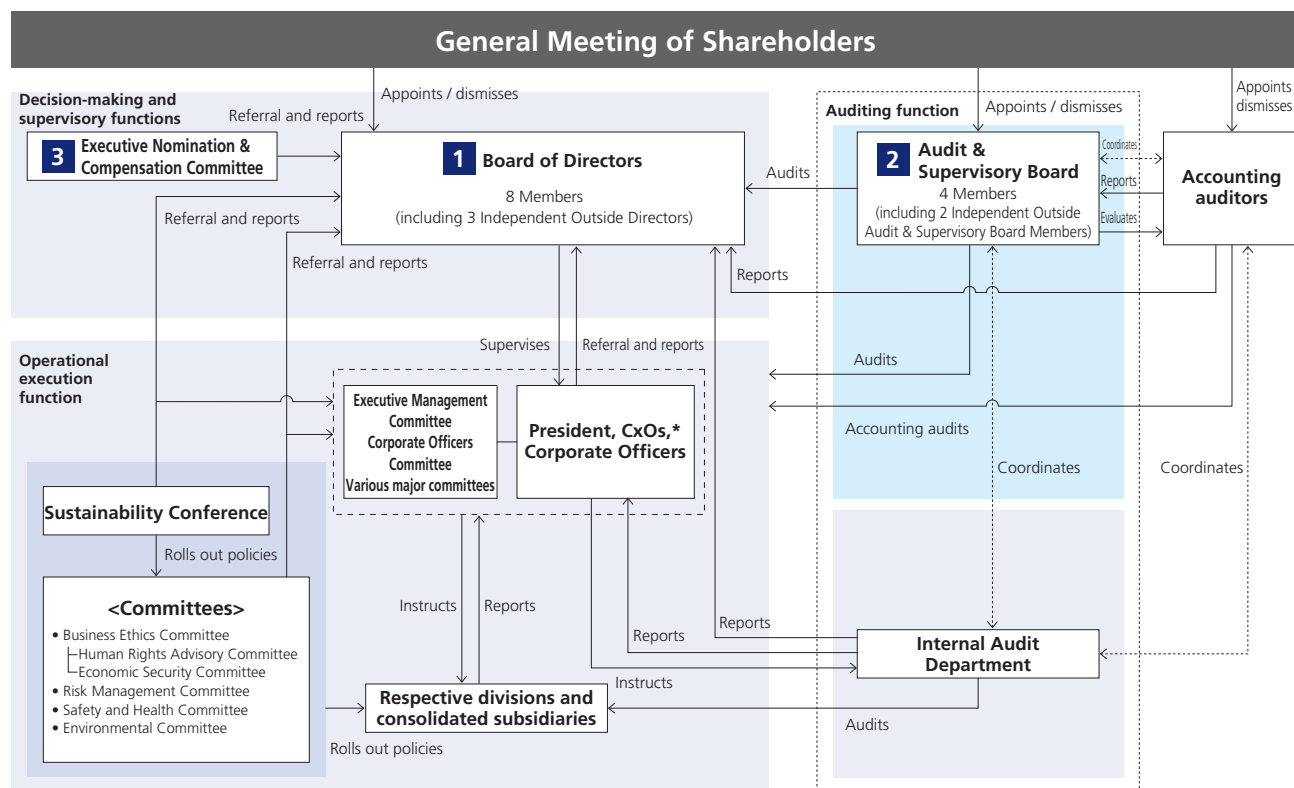 General Meeting of Shareholders
Appoints / dismisses
Appoints / dismisses
Appoints
dismisses
Decision-making and
supervisory functions
Referral and reports
3 Executive Nomination &
Compensation Committee
1 Board of Directors
8 Members
(including 3 Independent Outside Directors)
Audits
Auditing function
2 Audit &
Supervisory Board
4 Members
(including 2 Independent Outside
Audit & Supervisory Board Members)
Coordinates
Reports
Evaluates
Accounting
auditors
Referral and reports
Referral and reports
Reports
Supervises
Referral and reports
Audits
Accounting audits
Coordinates
Coordinates
Operational
execution
function
Executive Management
Committee
Corporate Officers
Committee
Various major committees
President, CxOs,*
Corporate Officers
Sustainability Conference
Rolls out policies
<Committees>
• Business Ethics Committee
Human Rights Advisory Committee
Economic Security Committee
• Risk Management Committee
• Safety and Health Committee
• Environmental Committee
Instructs
Reports
Reports
Reports
Instructs
Internal Audit
Department
Respective divisions and
consolidated subsidiaries
Audits
Rolls out policies